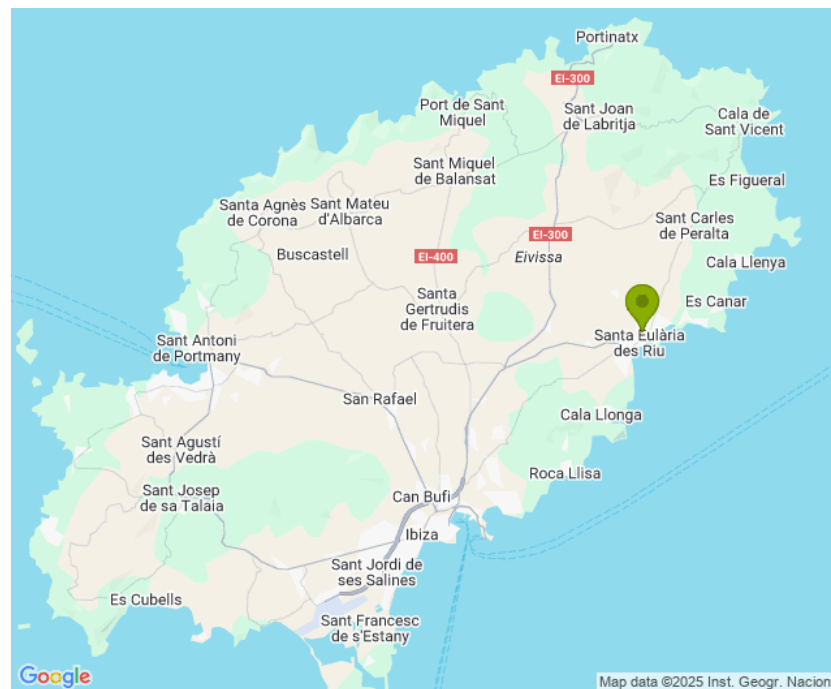 Portinatx
EI-300
Port de Sant
Miquel
Sant Joan
de Labritja
Cala de
Sant Vicent
Sant Miquel
de Balansat
Es Figueral
Santa Agnès
de Corona
Sant Mateu
d'Albarca
Sant Carles
de Peralta
EI-300
Buscastell
EI-400
Eivissa
Cala Llenya
Santa
Gertrudis
de Fruitera
Es Canar
Sant Antoni
de Portmany
Santa Eulària
des Riu
San Rafael
Cala Llonga
Sant Agustí
des Vedrà
Roca Llisa
Sant Josep
de sa Talaia
Can Bufi
Ibiza
Sant Jordi de
ses Salines
Es Cubells
Sant Francesc
de s'Estany
Google
Map data ©2025 Inst. Geogr. Nacion